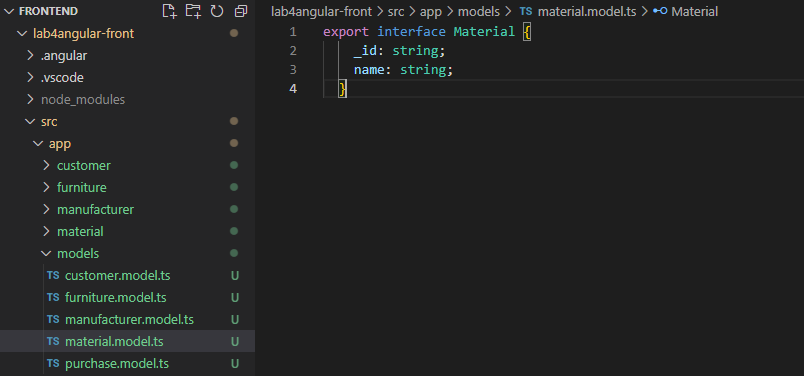 FRONTEND
lab4angular-front
.angular
.vscode
node_modules
src
app
customer
furniture
manufacturer
material
models
TS customer.model.ts U
TS furniture.model.ts U
TS manufacturer.model.ts U
TS material.model.ts U
TS purchase.model.ts U
lab4angular-front > src > app > models > TS material.model.ts > Material
1 export interface Material {
2 _id: string;
3 name: string;
4 }